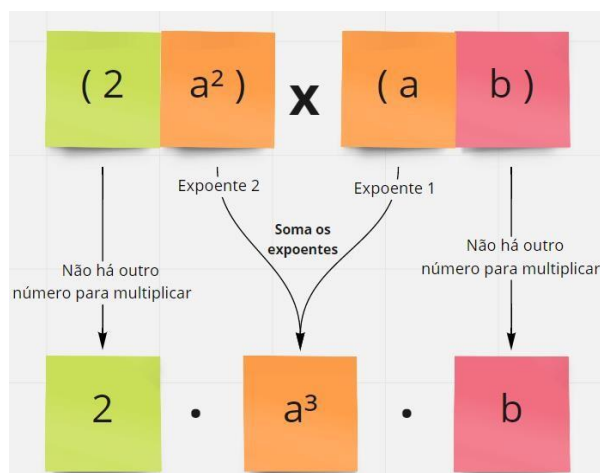 ( 2 a² ) x ( a b )
Expoente 2
Expoente 1
Soma os
expoentes
Não há outro
número para multiplicar
Não há outro
número para multiplicar
2 . a³ . b